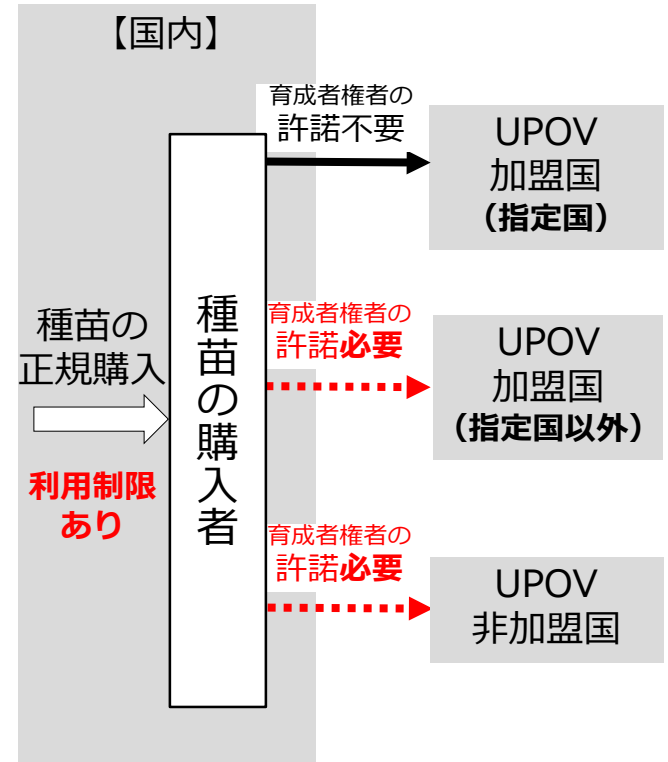 【国内】
育成者権者の
許諾不要
UPOV
加盟国
（指定国）
種苗の
正規購入
利用制限
あり
種苗の購入者
育成者権者の
許諾必要
UPOV
加盟国
（指定国以外）
育成者権者の
許諾必要
UPOV
非加盟国